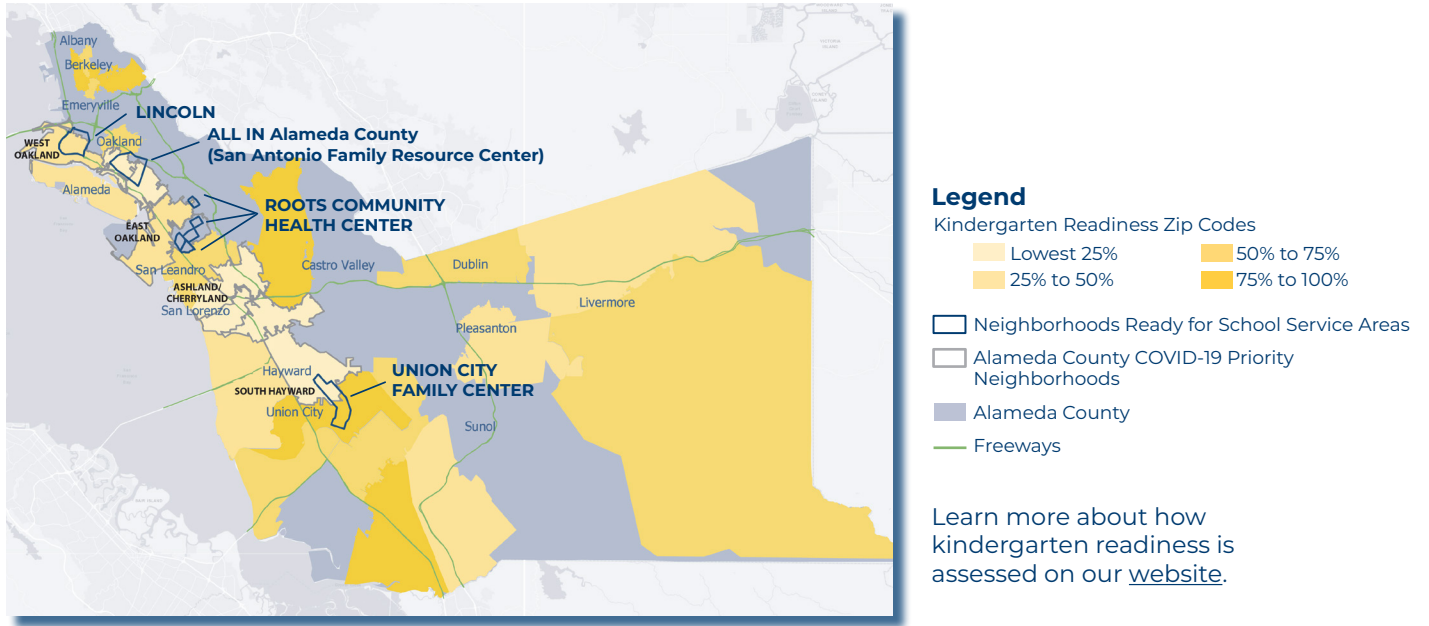 Albany
Berkeley
Emeryville
LINCOLN
WEST
OAKLAND
Oakland
ALL IN Alameda County
(San Antonio Family Resource Center)
Alameda
ROOTS COMMUNITY
HEALTH CENTER
EAST
OAKLAND
San Leandro
Castro Valley
Dublin
ASHLAND/
CHERRYLAND
San Lorenzo
Livermore
Pleasanton
Hayward
UNION CITY
FAMILY CENTER
SOUTH HAYWARD
Union City
Sunol
Legend
Kindergarten Readiness Zip Codes
Lowest 25%
50% to 75%
25% to 50%
75% to 100%
Neighborhoods Ready for School Service Areas
Alameda County COVID-19 Priority
Neighborhoods
Alameda County
Freeways
Learn more about how
kindergarten readiness is
assessed on our website.